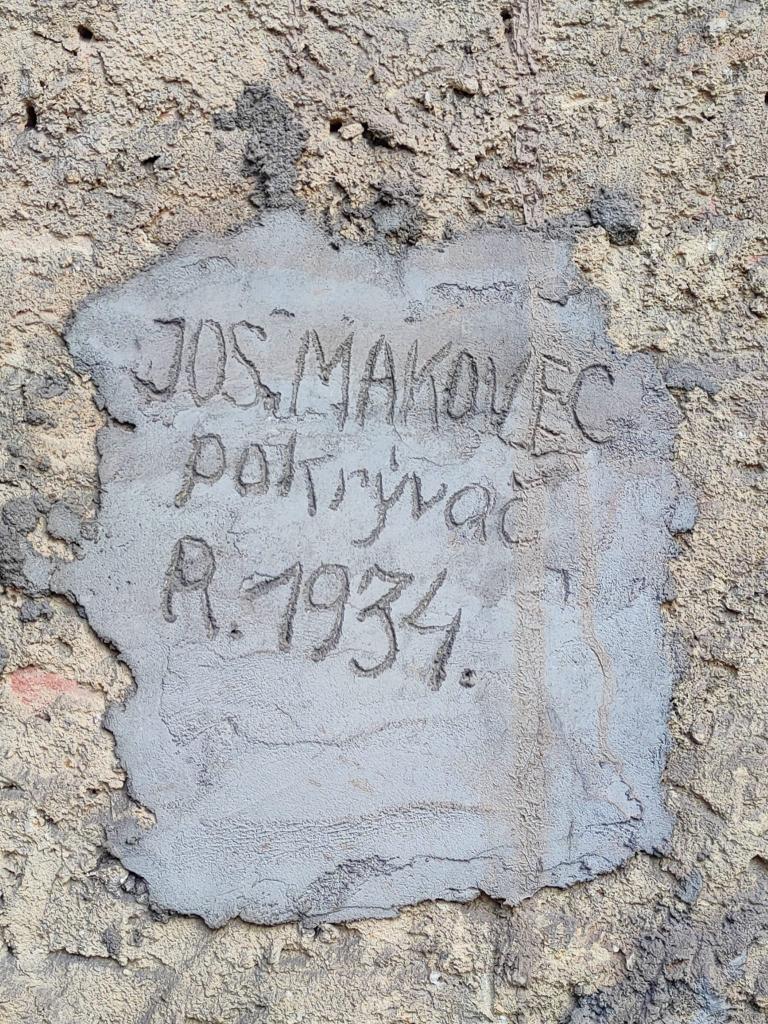 JOS. MAKOVEC
pokrývač
R. 1934.